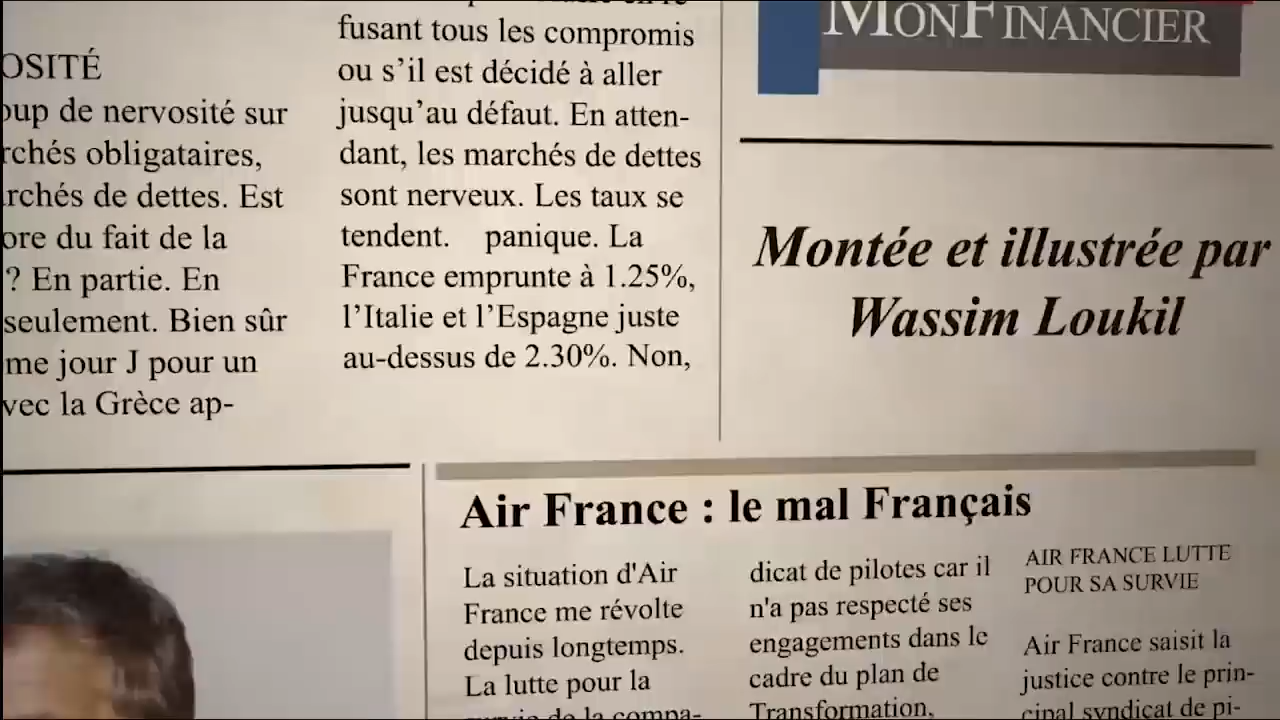 OSITÉ
oup de nervosité sur
rchés obligataires,
rchés de dettes. Est
ore du fait de la
? En partie. En
seulement. Bien sûr
me jour J pour un
vec la Grèce ap-
fusant tous les compromis
ou s’il est décidé à aller
jusqu’au défaut. En atten-
dant, les marchés de dettes
sont nerveux. Les taux se
tendent. panique. La
France emprunte à 1.25%,
l’Italie et l’Espagne juste
au-dessus de 2.30%. Non,
MONFINANCIER
Montée et illustrée par
Wassim Loukil
Air France : le mal Français
La situation d'Air
France me révolte
depuis longtemps.
La lutte pour la
survie de la compa-
dicat de pilotes car il
n'a pas respecté ses
engagements dans le
cadre du plan de
Transformation,
AIR FRANCE LUTTE
POUR SA SURVIE
Air France saisit la
justice contre le prin-
cipal syndicat de pi-